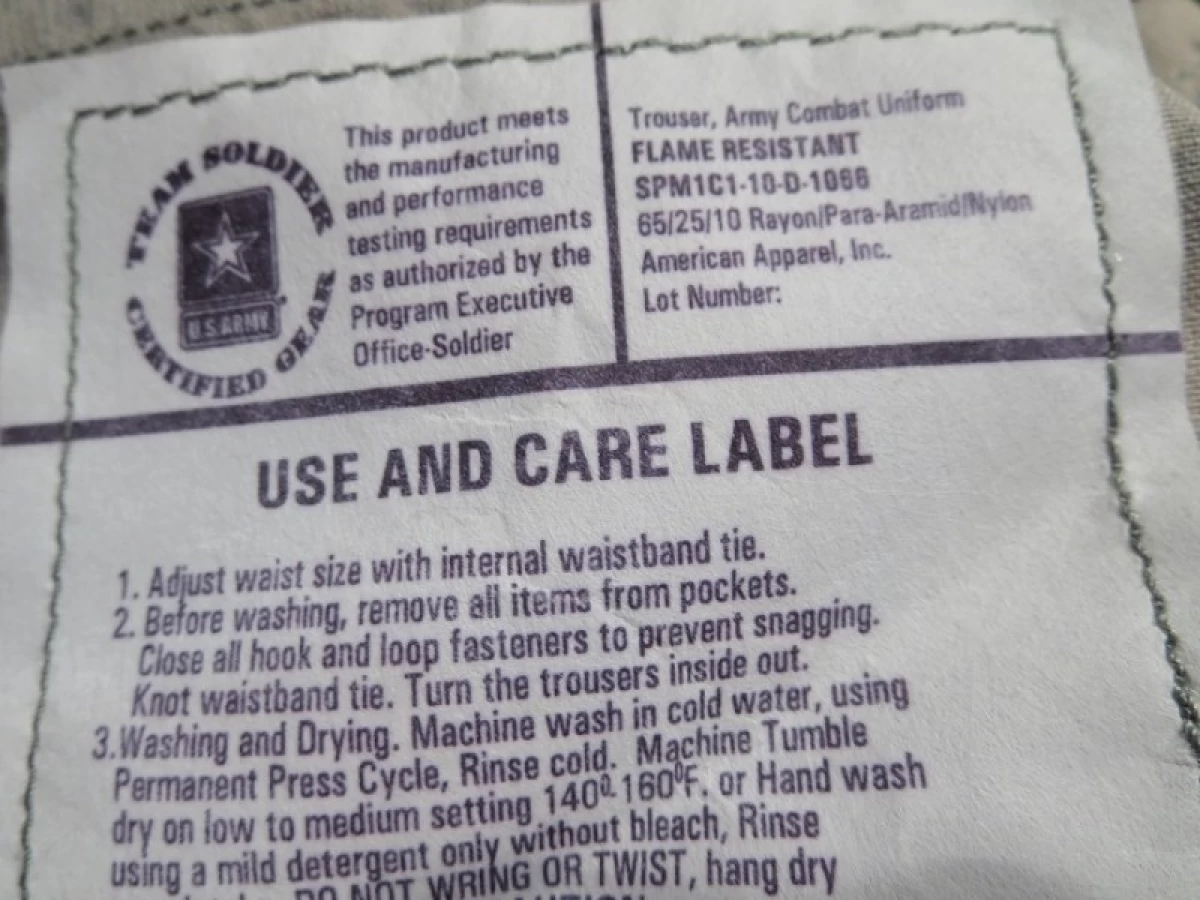 TEAM SOLDIER
U.S.ARMY
CERTIFIED GEAR
This product meets
the manufacturing
and performance
testing requirements
as authorized by the
Program Executive
Office-Soldier
Trouser, Army Combat Uniform
FLAME RESISTANT
SPM1C1-10-D-1066
65/25/10 Rayon/Para-Aramid/Nylon
American Apparel, Inc.
Lot Number:
USE AND CARE LABEL
1. Adjust waist size with internal waistband tie.
2. Before washing, remove all items from pockets.
Close all hook and loop fasteners to prevent snagging.
Knot waistband tie. Turn the trousers inside out.
3.Washing and Drying. Machine wash in cold water, using
Permanent Press Cycle, Rinse cold. Machine Tumble
dry on low to medium setting 140⁰-160⁰F. or Hand wash
using a mild detergent only without bleach, Rinse
DO NOT WRING OR TWIST, hang dry